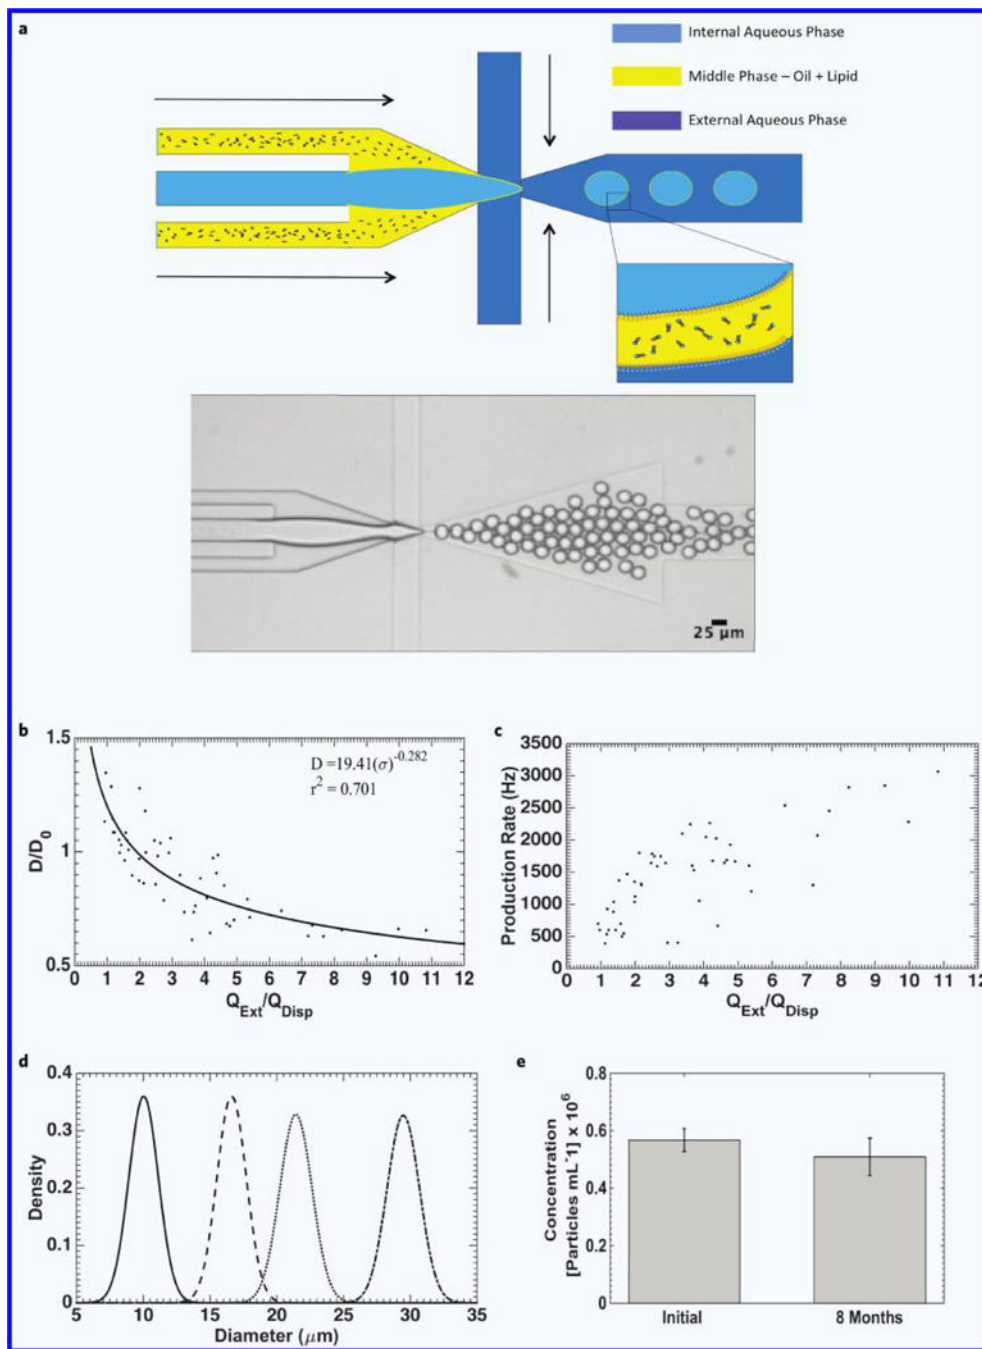 a
Internal Aqueous Phase
Middle Phase – Oil + Lipid
External Aqueous Phase
25 µm
b
1.5
1
0.5
D/D0
D =19.41(σ)^-0.282
r^2 = 0.701
0 1 2 3 4 5 6 7 8 9 10 11 12
QExt/QDisp
c
3500
3000
2500
2000
1500
1000
500
0
Production Rate (Hz)
0 1 2 3 4 5 6 7 8 9 10 11 12
QExt/QDisp
d
0.4
0.3
0.2
0.1
0
Density
5 10 15 20 25 30 35
Diameter (µm)
e
0.8
0.6
0.4
0.2
0
Concentration
[Particles mL^-1] x 10^6
Initial 8 Months